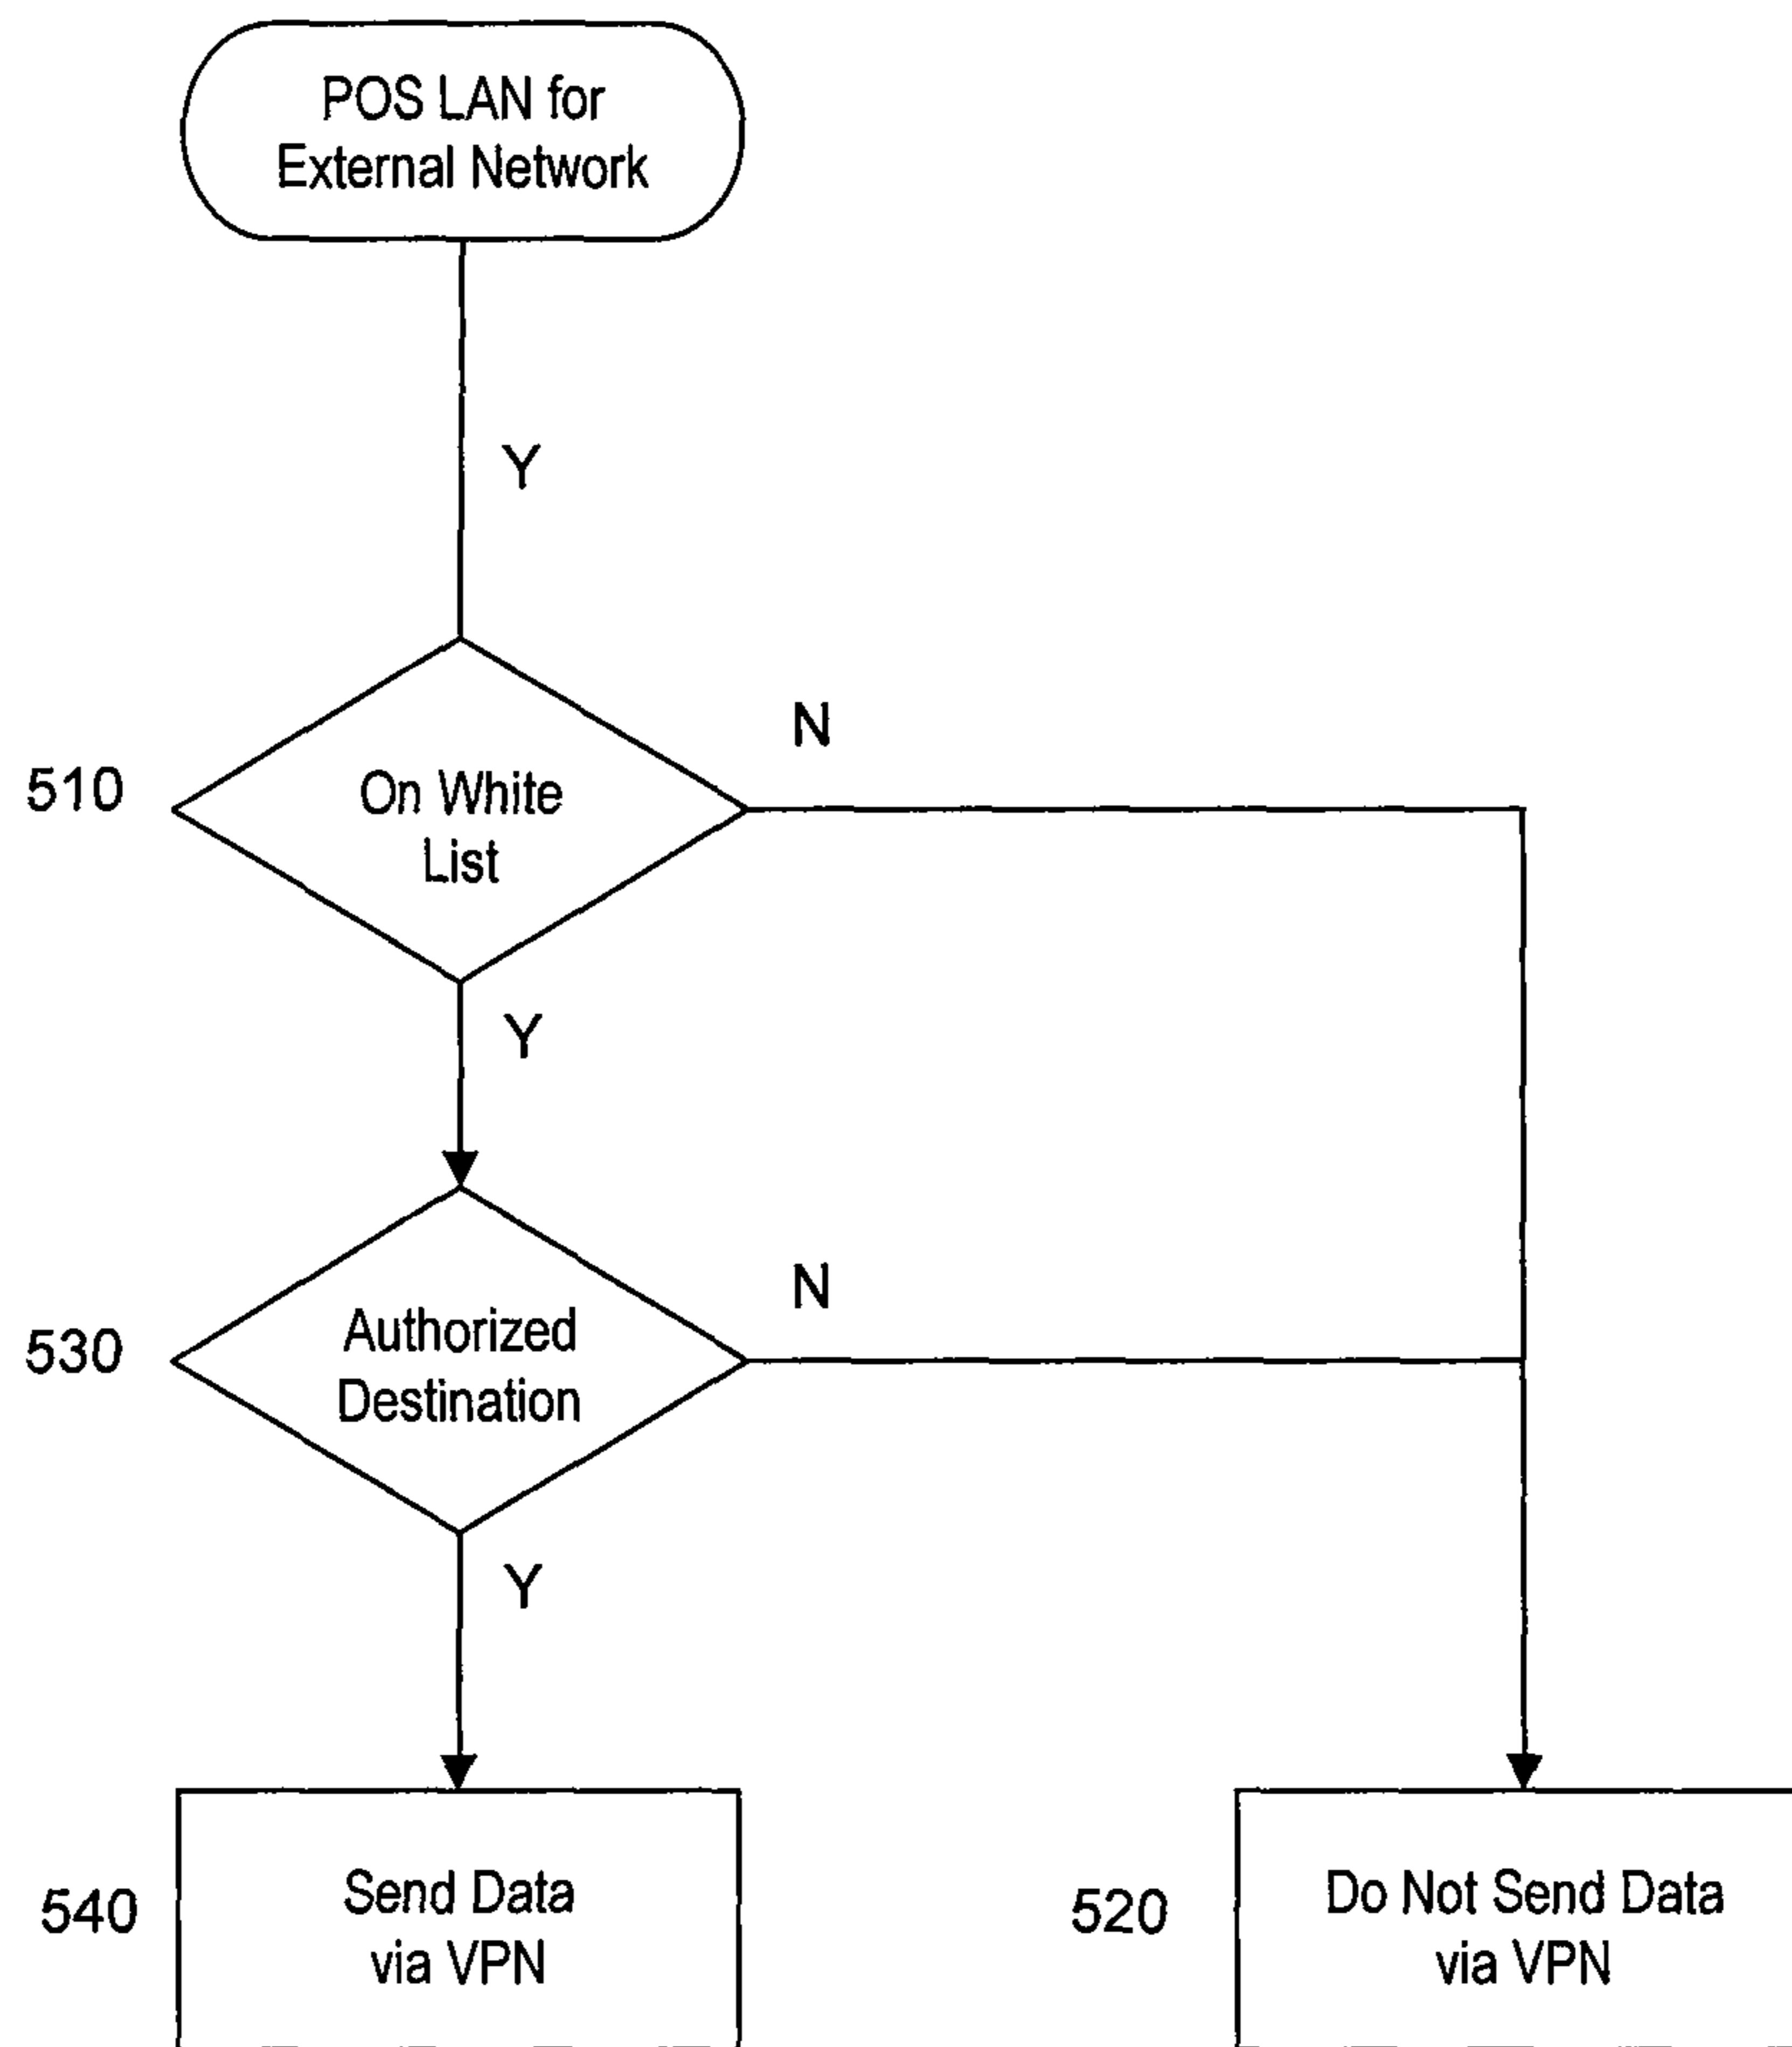 POS LAN for
External Network
Y
510
On White
List
N
Y
530
Authorized
Destination
N
Y
540
Send Data
via VPN
520
Do Not Send Data
via VPN